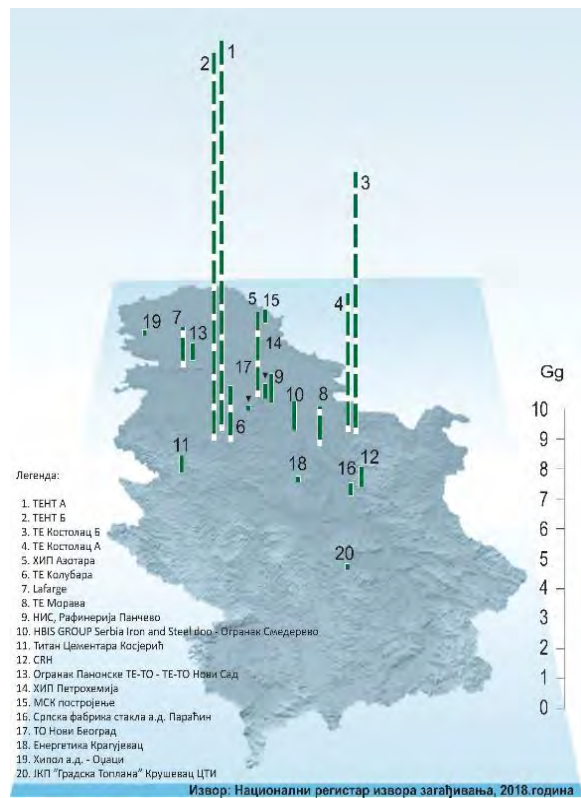 1
2
3
4
5
15
19
7
13
14
17
9
6
10
8
11
18
16
12
20
Gg
10
9
8
7
6
5
4
3
2
1
0
Легенда:
1. ТЕНТ А
2. ТЕНТ Б
3. ТЕ Костолац Б
4. ТЕ Костолац А
5. ХИП Азотара
6. ТЕ Колубара
7. Lafarge
8. ТЕ Морава
9. НИС, Рафинерија Панчево
10. HBIS GROUP Serbia Iron and Steel doo - Огранак Смедерево
11. Титан Цементара Косјерић
12. CRH
13. Огранак Панонске ТЕ-ТО - ТЕ-ТО Нови Сад
14. ХИП Петрохемија
15. МСК постројење
16. Српска фабрика стакла а.д. Параћин
17. ТО Нови Београд
18. Енергетика Крагујевац
19. Хипол а.д. - Оџаци
20. ЈКП "Градска Топлана" Крушевац ЦТИ
Извор: Национални регистар извора загађивања, 2018.година